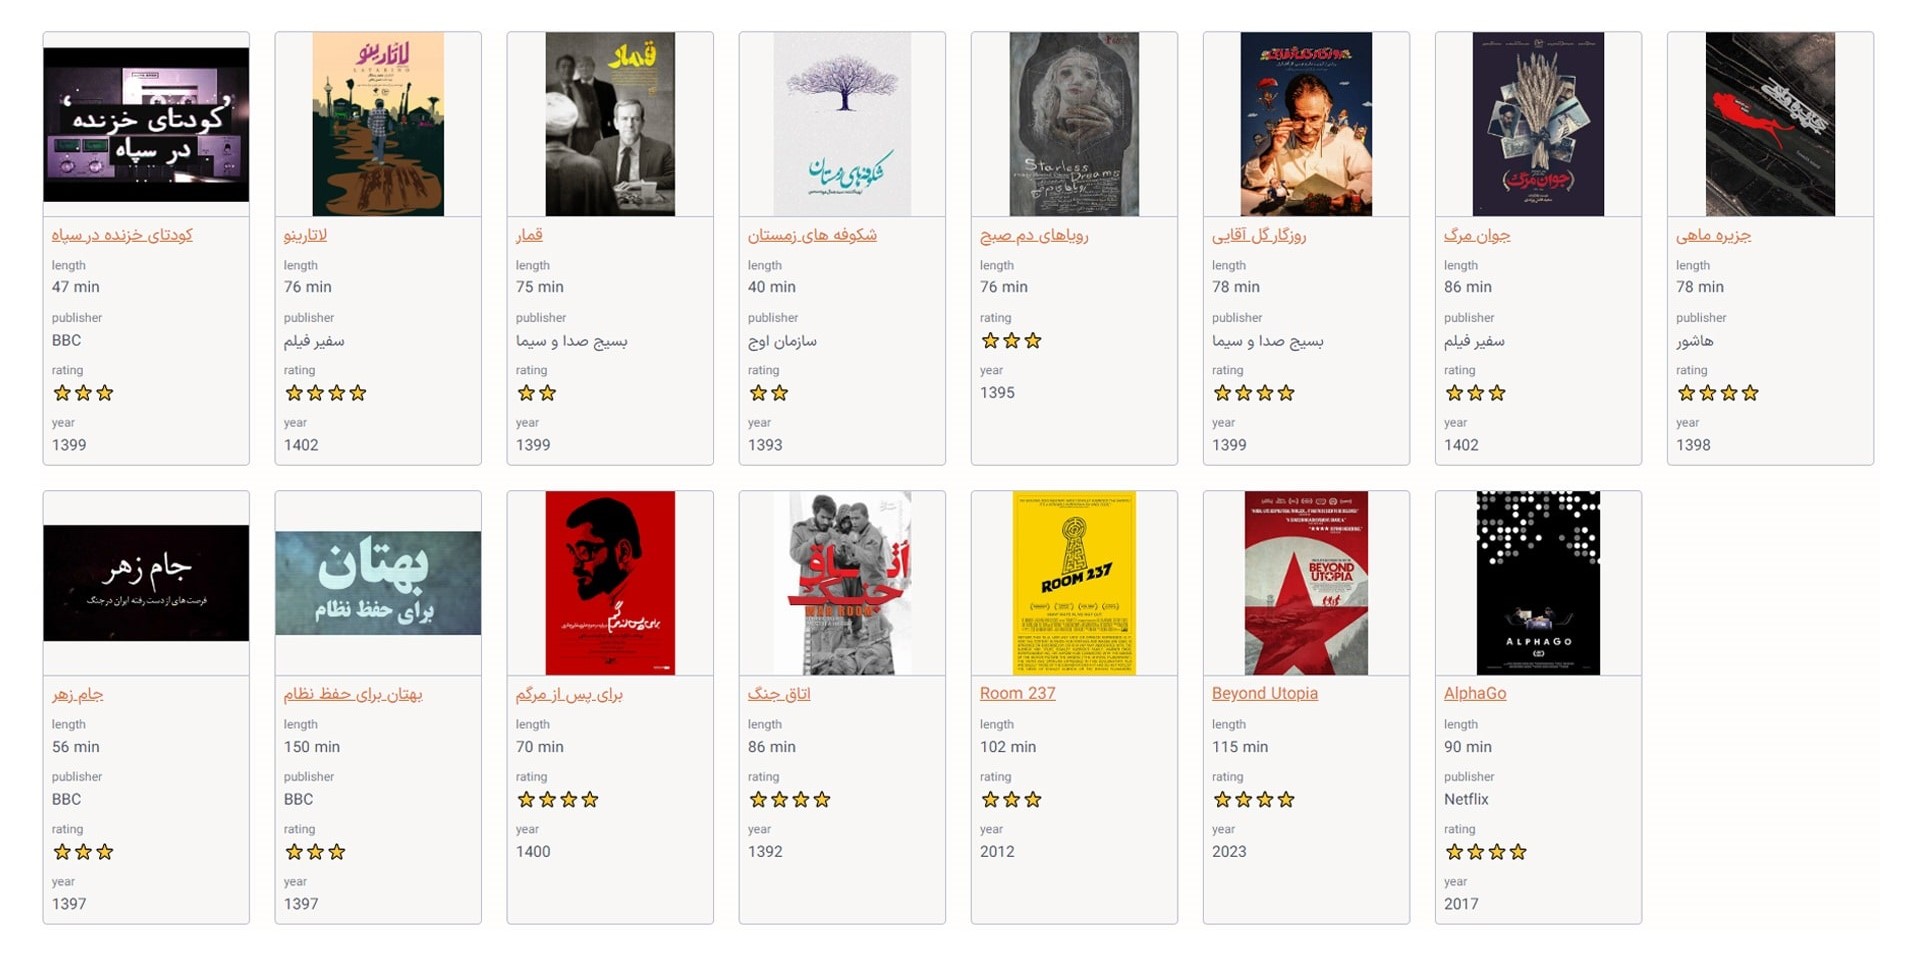 کودتای خزنده
در سپاه
لاتارینو
LATARINO
قمار
شکوفه‌های زمستان
Starless
Dreams
جوان مرگ
کودتای خزنده در سپاه
length
47 min
publisher
BBC
rating
year
1399
لاتارینو
length
76 min
publisher
سفیر فیلم
rating
year
1402
قمار
length
75 min
publisher
بسیج صدا و سیما
rating
year
1399
شکوفه های زمستان
length
40 min
publisher
سازمان اوج
rating
year
1393
رویاهای دم صبح
length
76 min
rating
year
1395
روزگار گل آقایی
length
78 min
publisher
بسیج صدا و سیما
rating
year
1399
جوان مرگ
length
86 min
publisher
سفیر فیلم
rating
year
1402
جزیره ماهی
length
78 min
publisher
هاشور
rating
year
1398
جام زهر
فرصت‌های از دست رفته ایران در جنگ
جام زهر
length
56 min
publisher
BBC
rating
year
1397
بهتان
برای حفظ نظام
بهتان برای حفظ نظام
length
150 min
publisher
BBC
rating
year
1397
برای پس از مرگم
برای پس از مرگم
length
70 min
rating
year
1400
اتاق
جنگ
WAR ROOM
اتاق جنگ
length
86 min
rating
year
1392
ROOM 237
Room 237
length
102 min
rating
year
2012
BEYOND
UTOPIA
Beyond Utopia
length
115 min
rating
year
2023
ALPHAGO
AlphaGo
length
90 min
publisher
Netflix
rating
year
2017